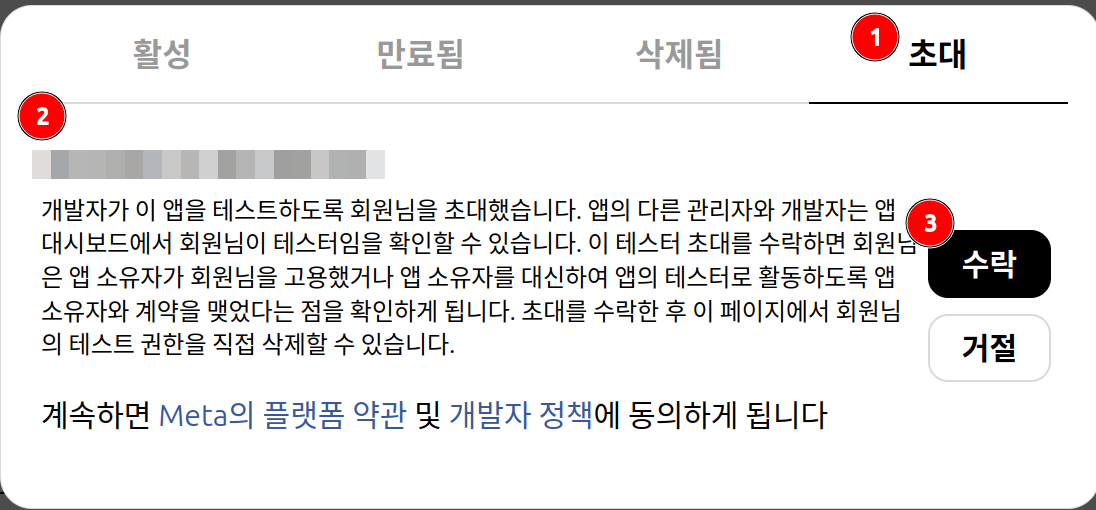 활성
만료됨
삭제됨
1
초대
2
개발자가 이 앱을 테스트하도록 회원님을 초대했습니다. 앱의 다른 관리자와 개발자는 앱
대시보드에서 회원님이 테스터임을 확인할 수 있습니다. 이 테스터 초대를 수락하면 회원님
은 앱 소유자가 회원님을 고용했거나 앱 소유자를 대신하여 앱의 테스터로 활동하도록 앱
소유자와 계약을 맺었다는 점을 확인하게 됩니다. 초대를 수락한 후 이 페이지에서 회원님
의 테스트 권한을 직접 삭제할 수 있습니다.
3
수락
거절
계속하면 Meta의 플랫폼 약관 및 개발자 정책에 동의하게 됩니다